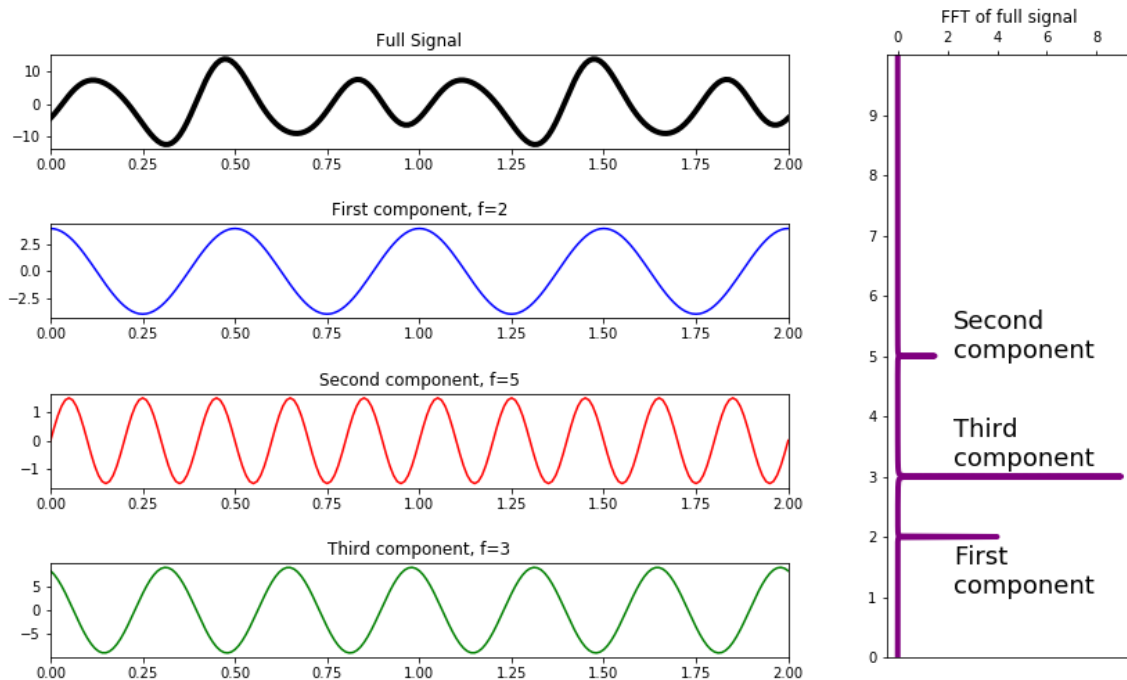 Full Signal
10
0
−10
0.00 0.25 0.50 0.75 1.00 1.25 1.50 1.75 2.00
First component, f=2
2.5
0.0
−2.5
0.00 0.25 0.50 0.75 1.00 1.25 1.50 1.75 2.00
Second component, f=5
1
0
−1
0.00 0.25 0.50 0.75 1.00 1.25 1.50 1.75 2.00
Third component, f=3
5
0
−5
0.00 0.25 0.50 0.75 1.00 1.25 1.50 1.75 2.00
FFT of full signal
0 2 4 6 8
9
8
7
6
Second
component
5
4
Third
component
3
2
First
component
1
0